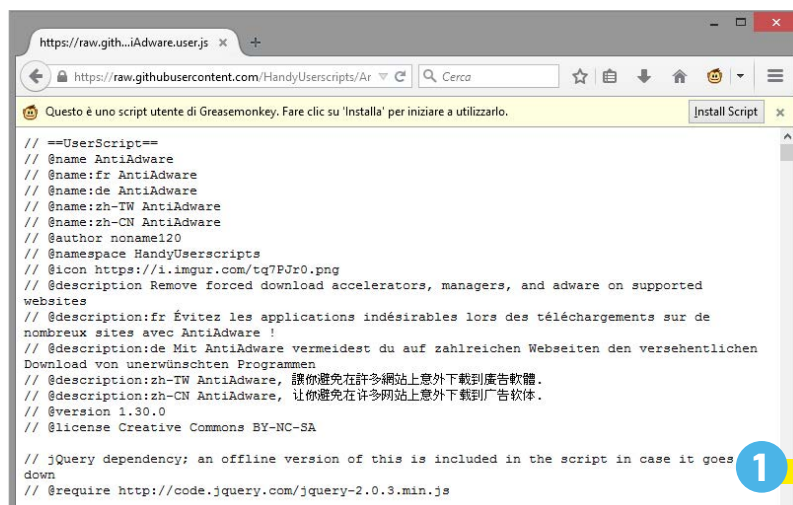 https://raw.gith...iAdware.user.js
https://raw.githubusercontent.com/HandyUserscripts/Ar
Cerca
Questo è uno script utente di Greasemonkey. Fare clic su 'Installa' per iniziare a utilizzarlo.
Install Script
// ==UserScript==
// @name AntiAdware
// @name:fr AntiAdware
// @name:de AntiAdware
// @name:zh-TW AntiAdware
// @name:zh-CN AntiAdware
// @author noname120
// @namespace HandyUserscripts
// @icon https://i.imgur.com/tq7PJr0.png
// @description Remove forced download accelerators, managers, and adware on supported
websites
// @description:fr Évitez les applications indésirables lors des téléchargements sur de
nombreux sites avec AntiAdware !
// @description:de Mit AntiAdware vermeidest du auf zahlreichen Webseiten den versehentlichen
Download von unerwünschten Programmen
// @description:zh-TW AntiAdware, 讓你避免在許多網站上意外下載到廣告軟體.
// @description:zh-CN AntiAdware, 让你避免在许多网站上意外下载到广告软体.
// @version 1.30.0
// @license Creative Commons BY-NC-SA
// jQuery dependency; an offline version of this is included in the script in case it goes
down
// @require http://code.jquery.com/jquery-2.0.3.min.js
1